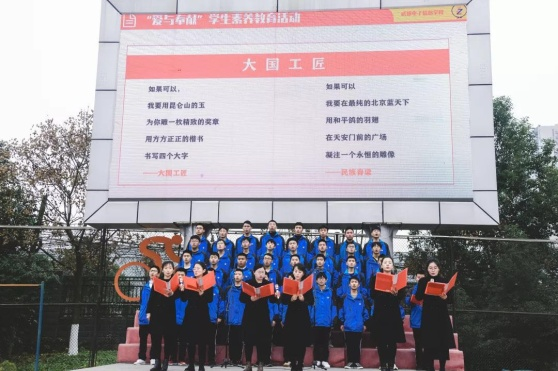 “爱与奉献”学生素养教育活动
大国工匠
如果可以,
我要用昆仑山的玉
为你雕一枚精致的奖章
用方方正正的楷书
书写四个大字
——大国工匠
如果可以,
我要在最纯的北京蓝天下
用和平鸽的羽翅
在天安门前的广场
凝注一个永恒的雕像
——民族脊梁